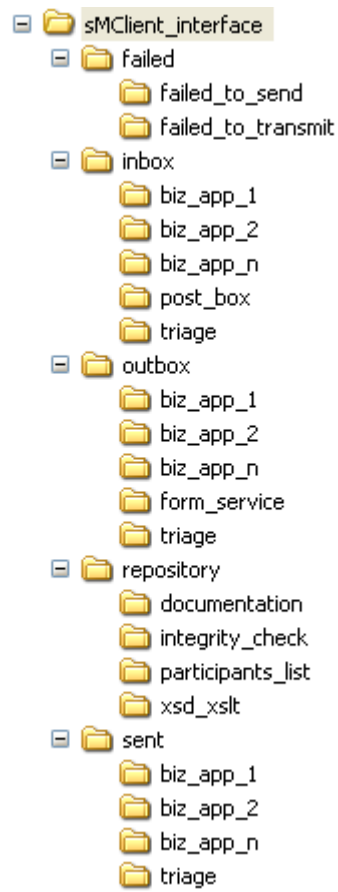 sMClient_interface
failed
failed_to_send
failed_to_transmit
inbox
biz_app_1
biz_app_2
biz_app_n
post_box
triage
outbox
biz_app_1
biz_app_2
biz_app_n
form_service
triage
repository
documentation
integrity_check
participants_list
xsd_xslt
sent
biz_app_1
biz_app_2
biz_app_n
triage